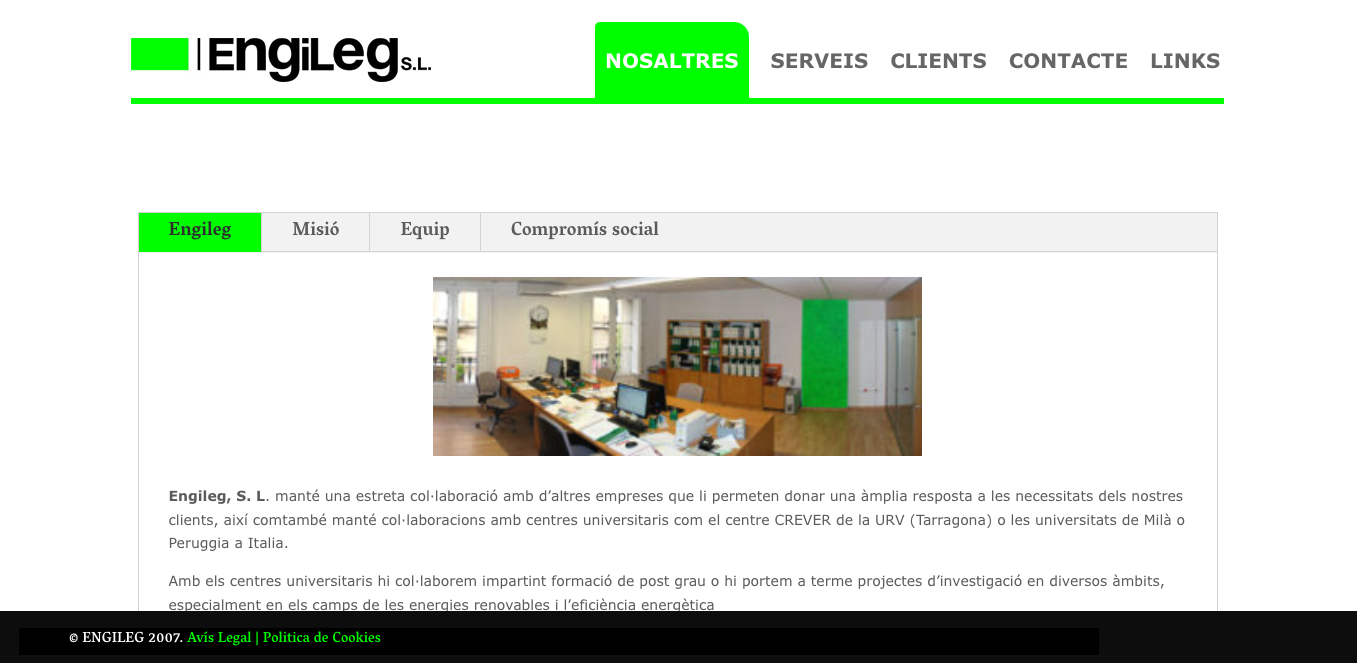 EngiLeg S.L.
NOSALTRES SERVEIS CLIENTS CONTACTE LINKS
Engileg Misió Equip Compromís social
Engileg, S. L. manté una estreta col·laboració amb d’altres empreses que li permeten donar una àmplia resposta a les necessitats dels nostres
clients, així comtambé manté col·laboracions amb centres universitaris com el centre CREVER de la URV (Tarragona) o les universitats de Milà o
Peruggia a Italia.
Amb els centres universitaris hi col·laborem impartint formació de post grau o hi portem a terme projectes d’investigació en diversos àmbits,
especialment en els camps de les energies renovables i l’eficiència energètica
© ENGILEG 2007. Avís Legal | Politica de Cookies